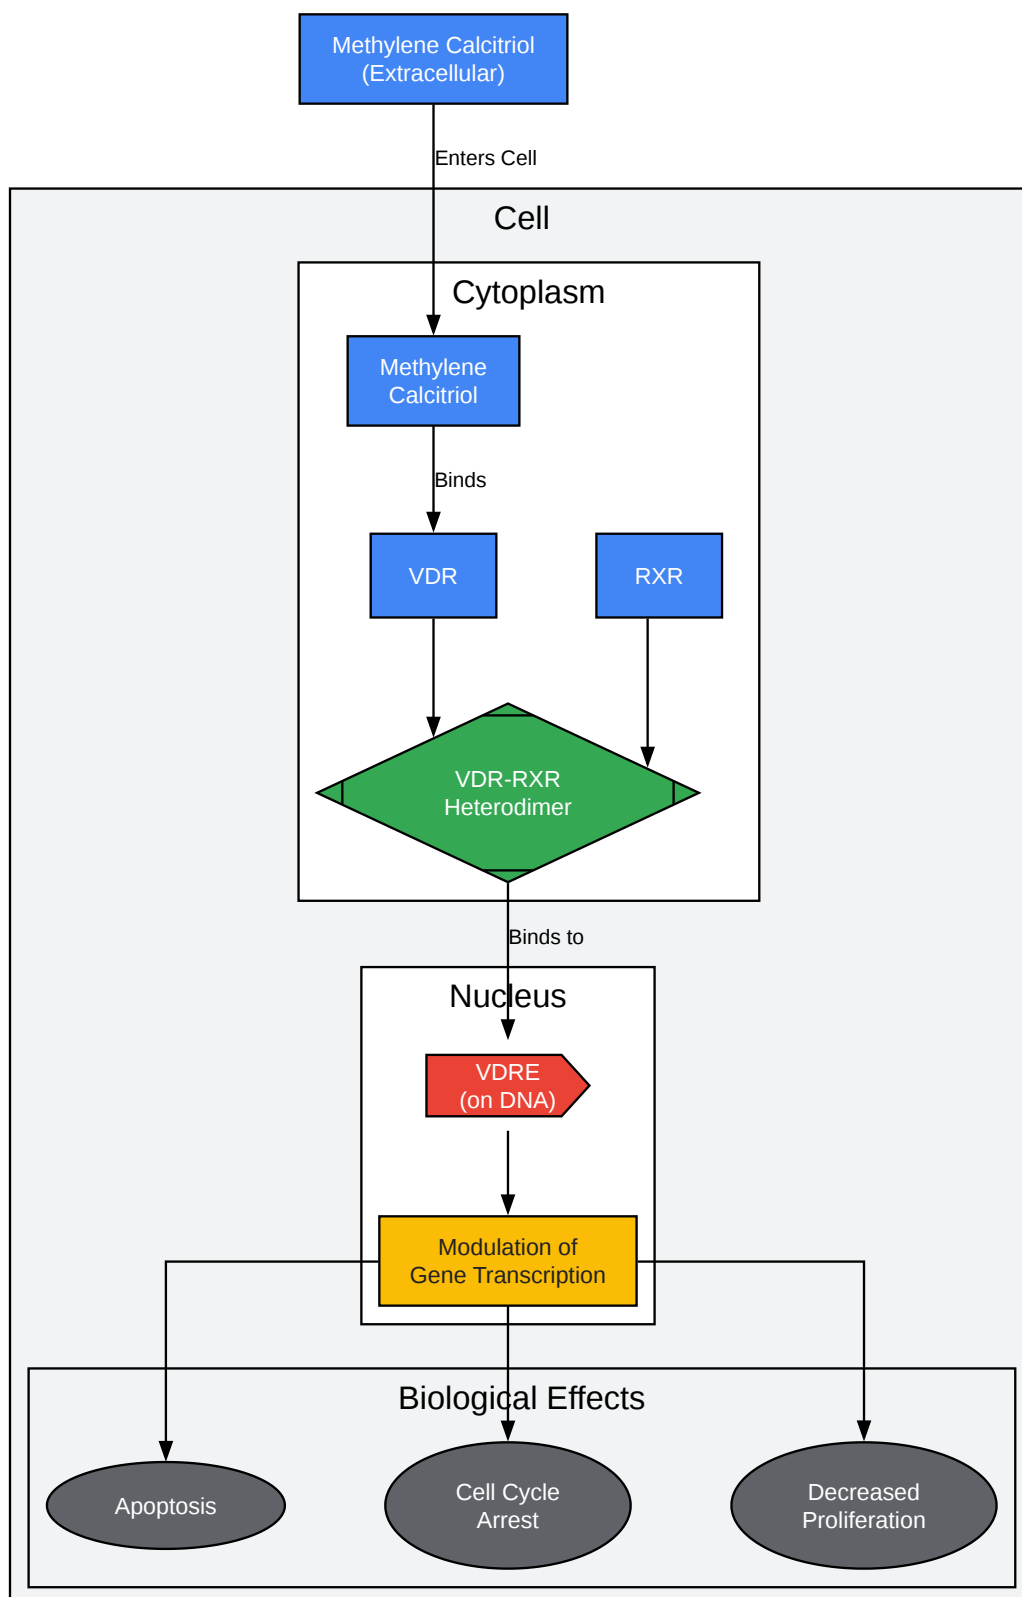 Methylene Calcitriol
(Extracellular)
Enters Cell
Cell
Cytoplasm
Methylene
Calcitriol
Binds
VDR
RXR
VDR-RXR
Heterodimer
Binds to
Nucleus
VDRE
(on DNA)
Modulation of
Gene Transcription
Biological Effects
Apoptosis
Cell Cycle
Arrest
Decreased
Proliferation